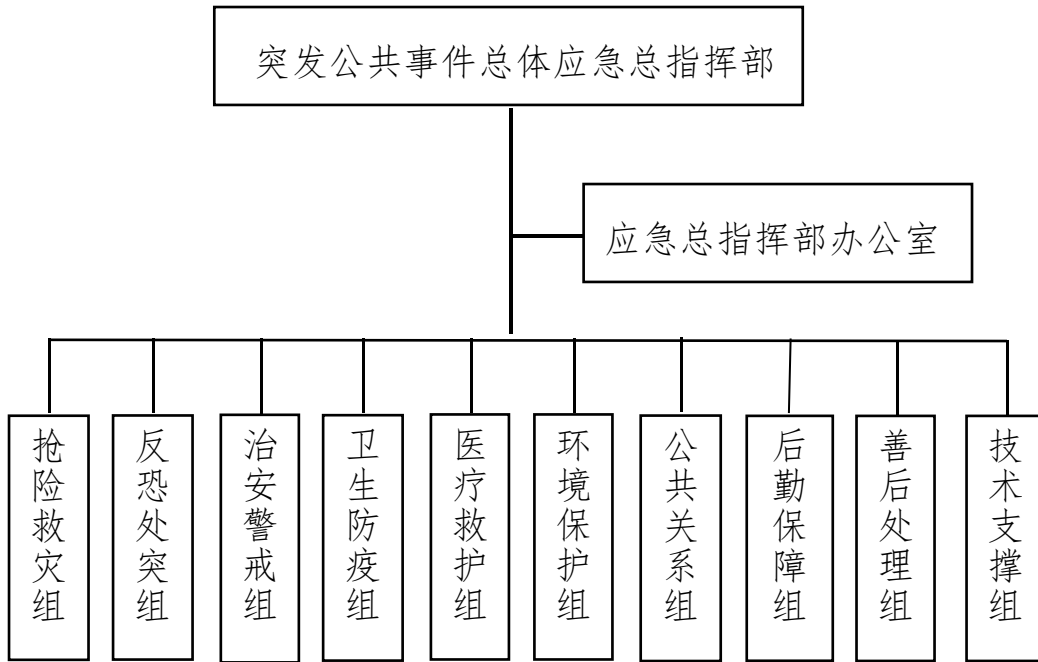 突发公共事件总体应急总指挥部
应急总指挥部办公室
抢险救灾组
反恐处突组
治安警戒组
卫生防疫组
医疗救护组
环境保护组
公共关系组
后勤保障组
善后处理组
技术支撑组